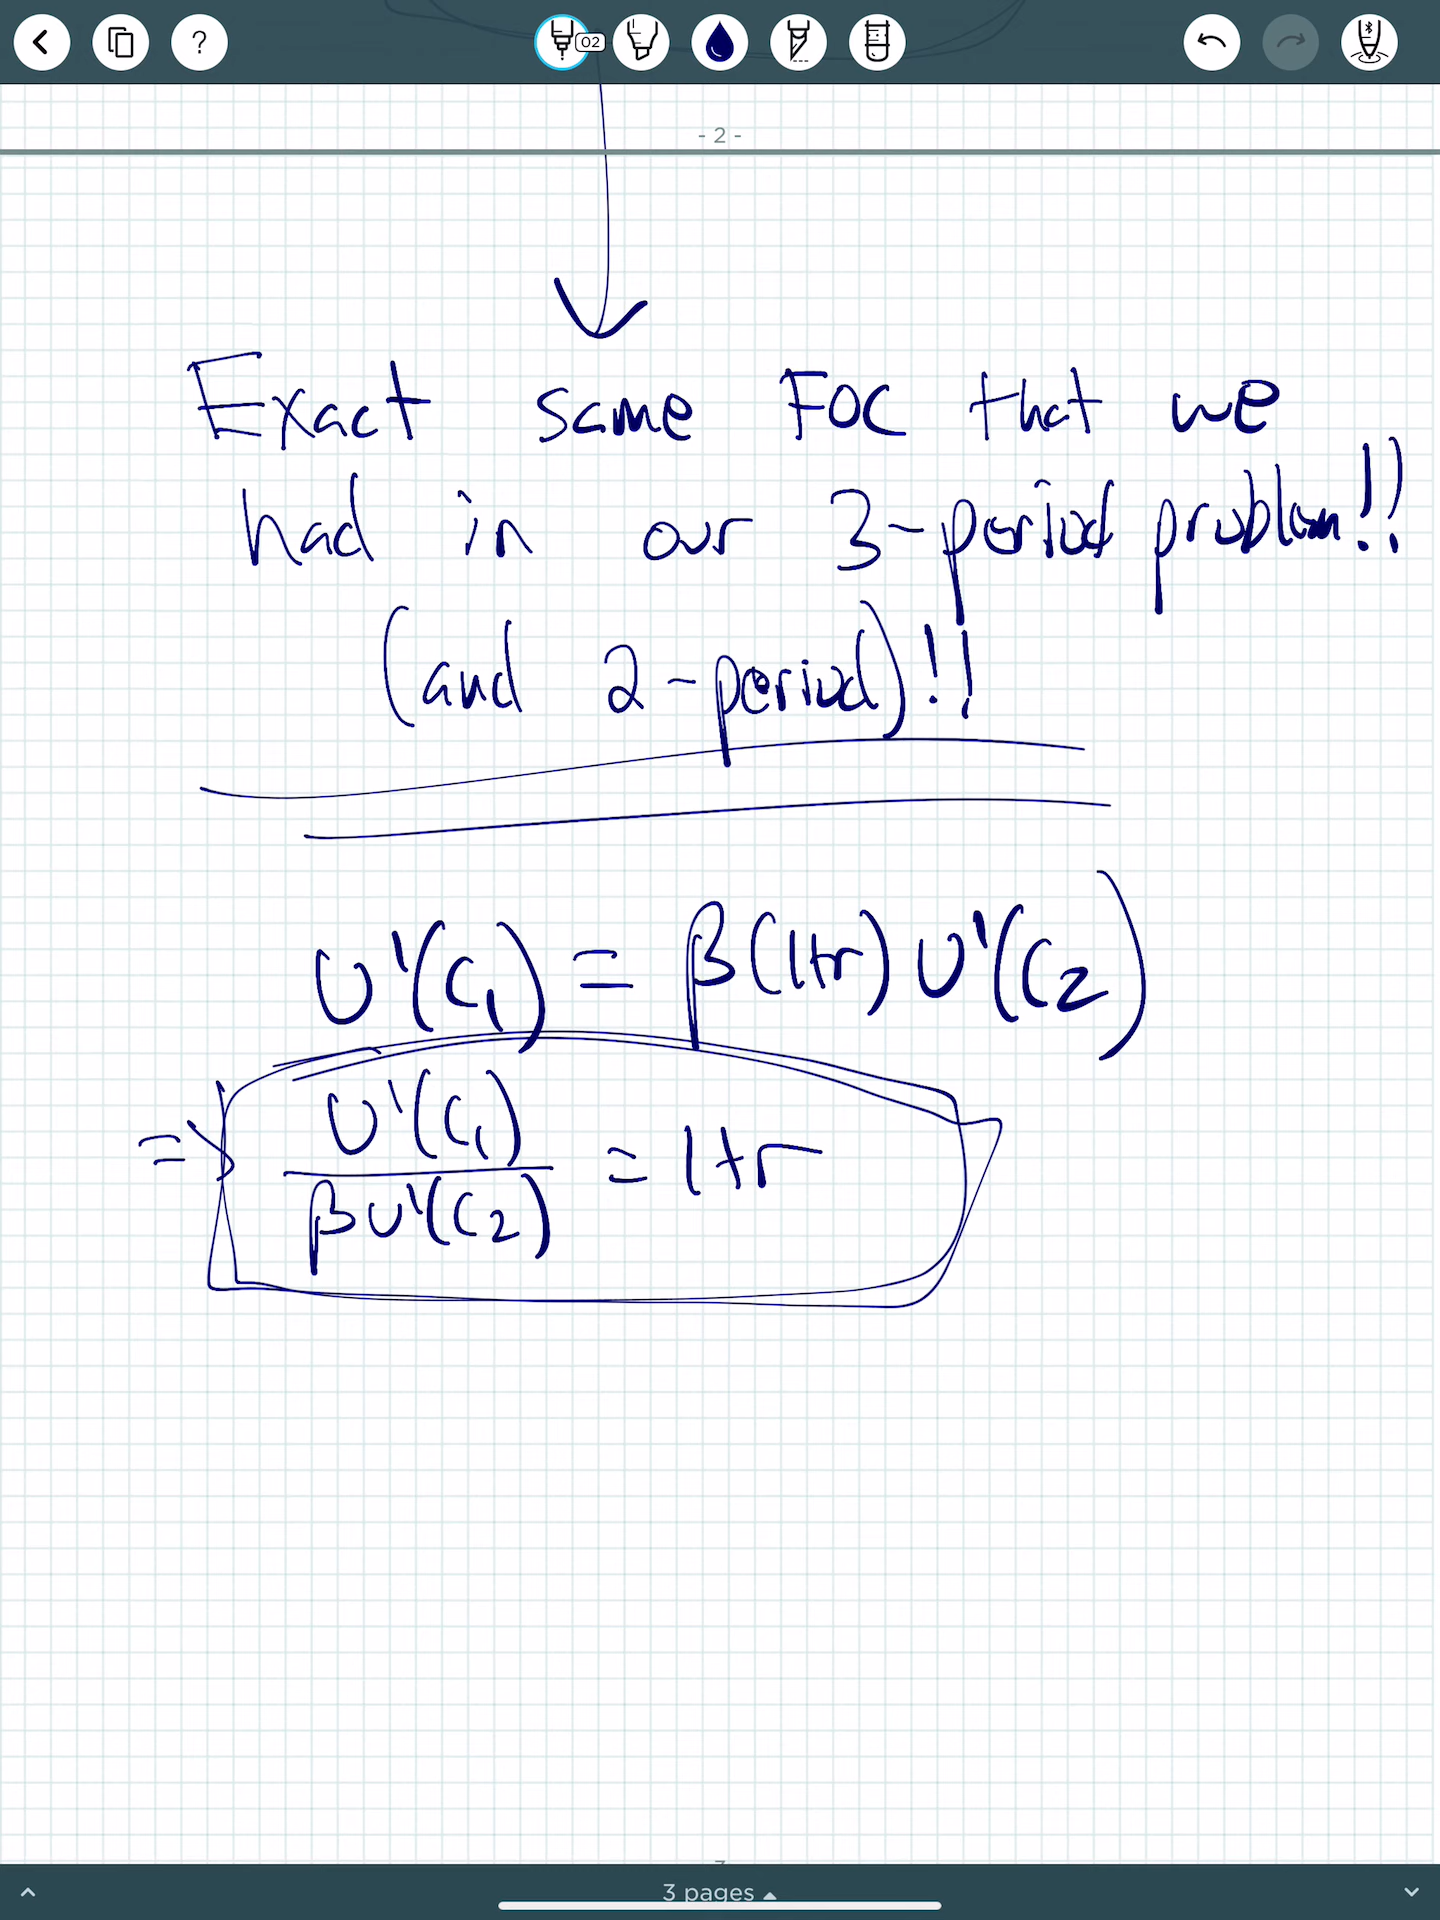 ?
02
- 2 -
Exact same FOC that we
had in our 3-period problem!!
(and 2-period)!!
U'(C₁) = β(1+r) U'(C₂)
=> U'(C₁) / βU'(C₂) = 1+r
3 pages